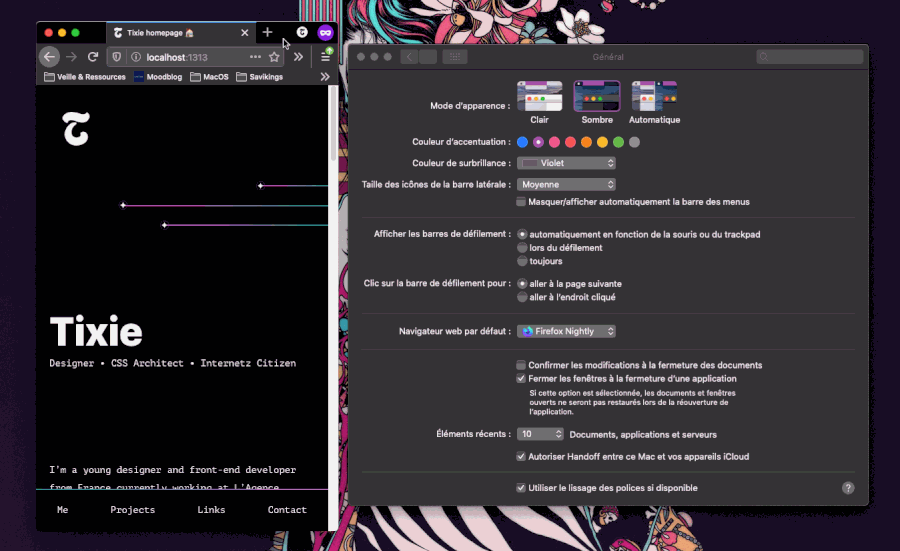 Tixie homepage 🏠
localhost:1313
Veille & Ressources
Moodblog
MacOS
Savikings
Tixie
Designer • CSS Architect • Internetz Citizen
I'm a young designer and front-end developer
from France currently working at L'Agence
Me
Projects
Links
Contact
Général
Mode d'apparence :
Clair
Sombre
Automatique
Couleur d'accentuation :
Couleur de surbrillance :
Violet
Taille des icônes de la barre latérale :
Moyenne
Masquer/afficher automatiquement la barre des menus
Afficher les barres de défilement :
automatiquement en fonction de la souris ou du trackpad
lors du défilement
toujours
Clic sur la barre de défilement pour :
aller à la page suivante
aller à l'endroit cliqué
Navigateur web par défaut :
Firefox Nightly
Confirmer les modifications à la fermeture des documents
Fermer les fenêtres à la fermeture d'une application
Si cette option est sélectionnée, les documents et fenêtres
ouverts ne seront pas restaurés lors de la réouverture de
l'application.
Éléments récents :
10
Documents, applications et serveurs
Autoriser Handoff entre ce Mac et vos appareils iCloud
Utiliser le lissage des polices si disponible
?